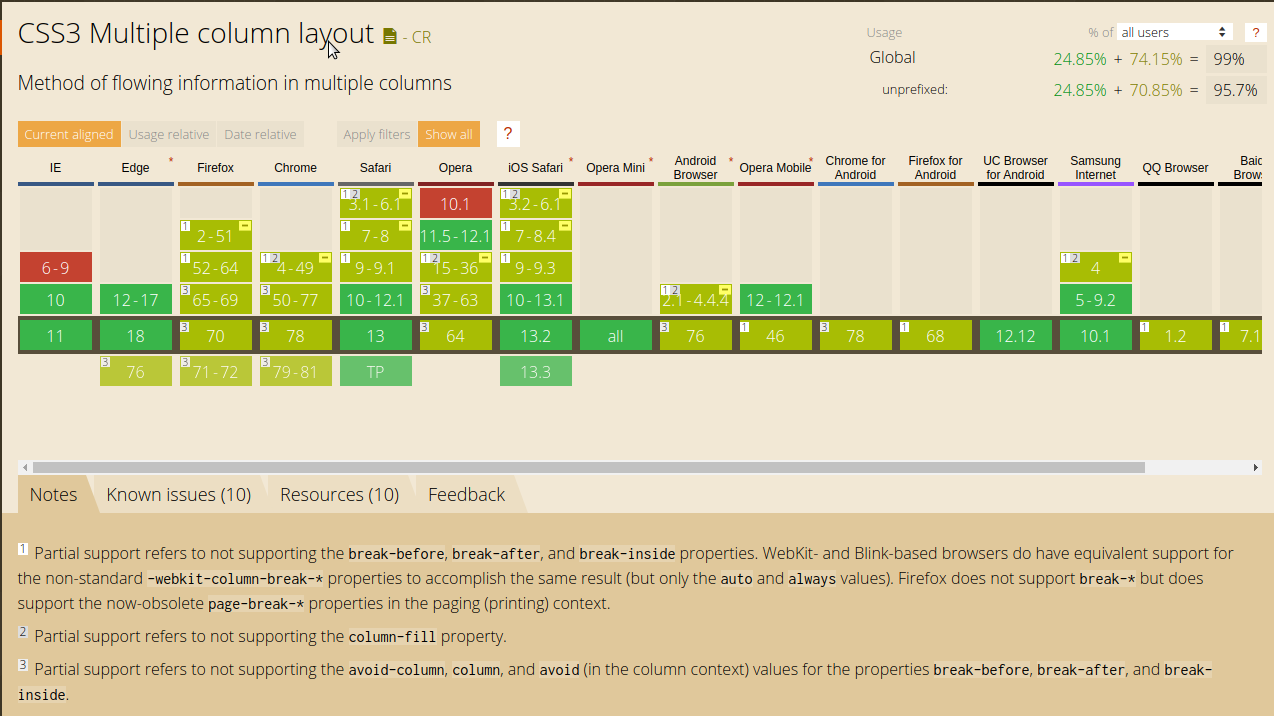 CSS3 Multiple column layout - CR
Usage % of all users ?
Global 24.85% + 74.15% = 99%
Method of flowing information in multiple columns
unprefixed: 24.85% + 70.85% = 95.7%
Current aligned Usage relative Date relative Apply filters Show all ?
IE Edge * Firefox Chrome Safari Opera iOS Safari * Opera Mini * Android Browser * Opera Mobile * Chrome for Android Firefox for Android UC Browser for Android Samsung Internet QQ Browser
1 2 3.1-6.1 10.1 1 2 3.2-6.1
1 2-51 1 7-8 11.5-12.1 1 7-8.4
6-9 1 52-64 1 2 4-49 1 9-9.1 1 2 15-36 1 9-9.3 1 2 4
10 12-17 3 65-69 3 50-77 10-12.1 3 37-63 10-13.1 1 2 2.1-4.4.4 12-12.1 5-9.2
11 18 3 70 3 78 13 3 64 13.2 all 3 76 1 46 3 78 1 68 12.12 10.1 1 1.2 1 7.1
3 76 3 71-72 3 79-81 TP 13.3
Notes Known issues (10) Resources (10) Feedback
1 Partial support refers to not supporting the break-before, break-after, and break-inside properties. WebKit- and Blink-based browsers do have equivalent support for
the non-standard -webkit-column-break-* properties to accomplish the same result (but only the auto and always values). Firefox does not support break-* but does
support the now-obsolete page-break-* properties in the paging (printing) context.
2 Partial support refers to not supporting the column-fill property.
3 Partial support refers to not supporting the avoid-column, column, and avoid (in the column context) values for the properties break-before, break-after, and break-
inside.